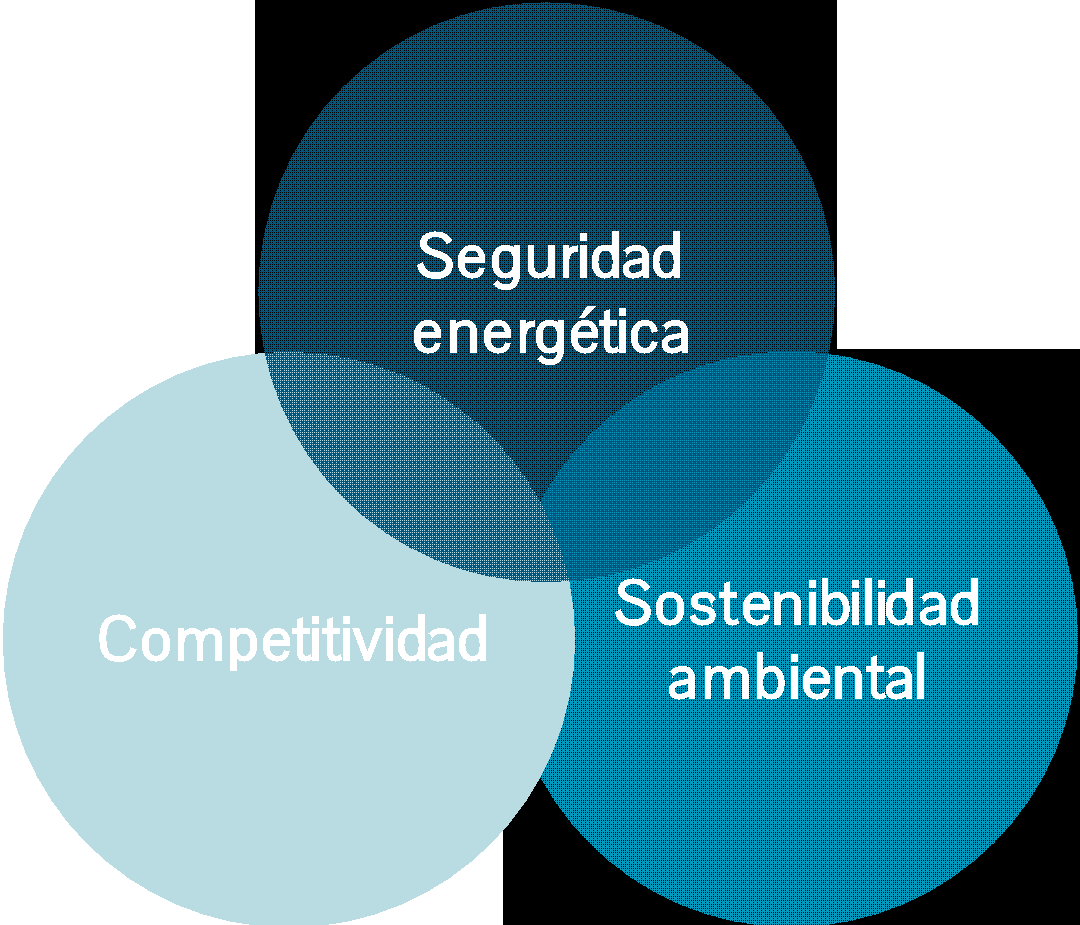 Seguridad
energética
Competitividad
Sostenibilidad
ambiental